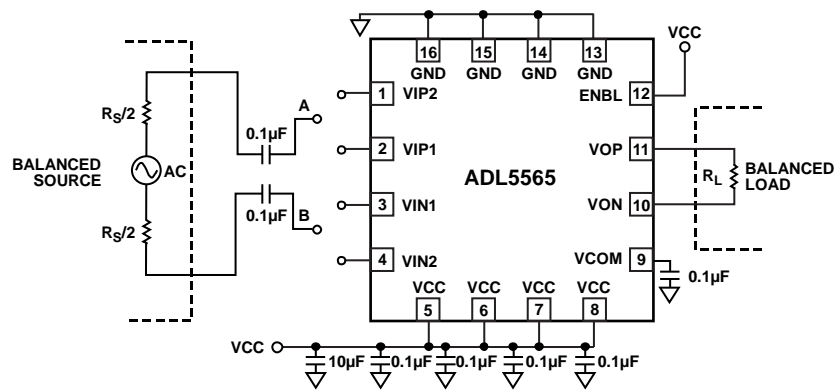 VCC
16 15 14 13
GND GND GND GND
1 VIP2
ENBL 12
A
R_S/2
0.1µF
2 VIP1
VOP 11
BALANCED
SOURCE
AC
ADL5565
R_L
BALANCED
LOAD
0.1µF
B
3 VIN1
VON 10
R_S/2
4 VIN2
VCOM 9
0.1µF
VCC VCC VCC VCC
5 6 7 8
VCC
10µF 0.1µF 0.1µF 0.1µF 0.1µF